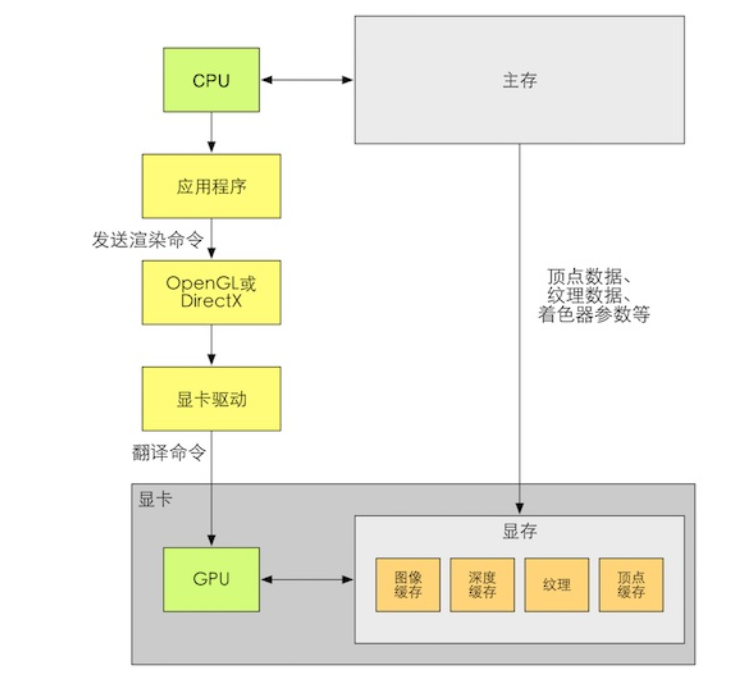 CPU
主存
应用程序
发送渲染命令
OpenGL或
DirectX
顶点数据、
纹理数据、
着色器参数等
显卡驱动
翻译命令
显卡
显存
GPU
图像
缓存
深度
缓存
纹理
顶点
缓存